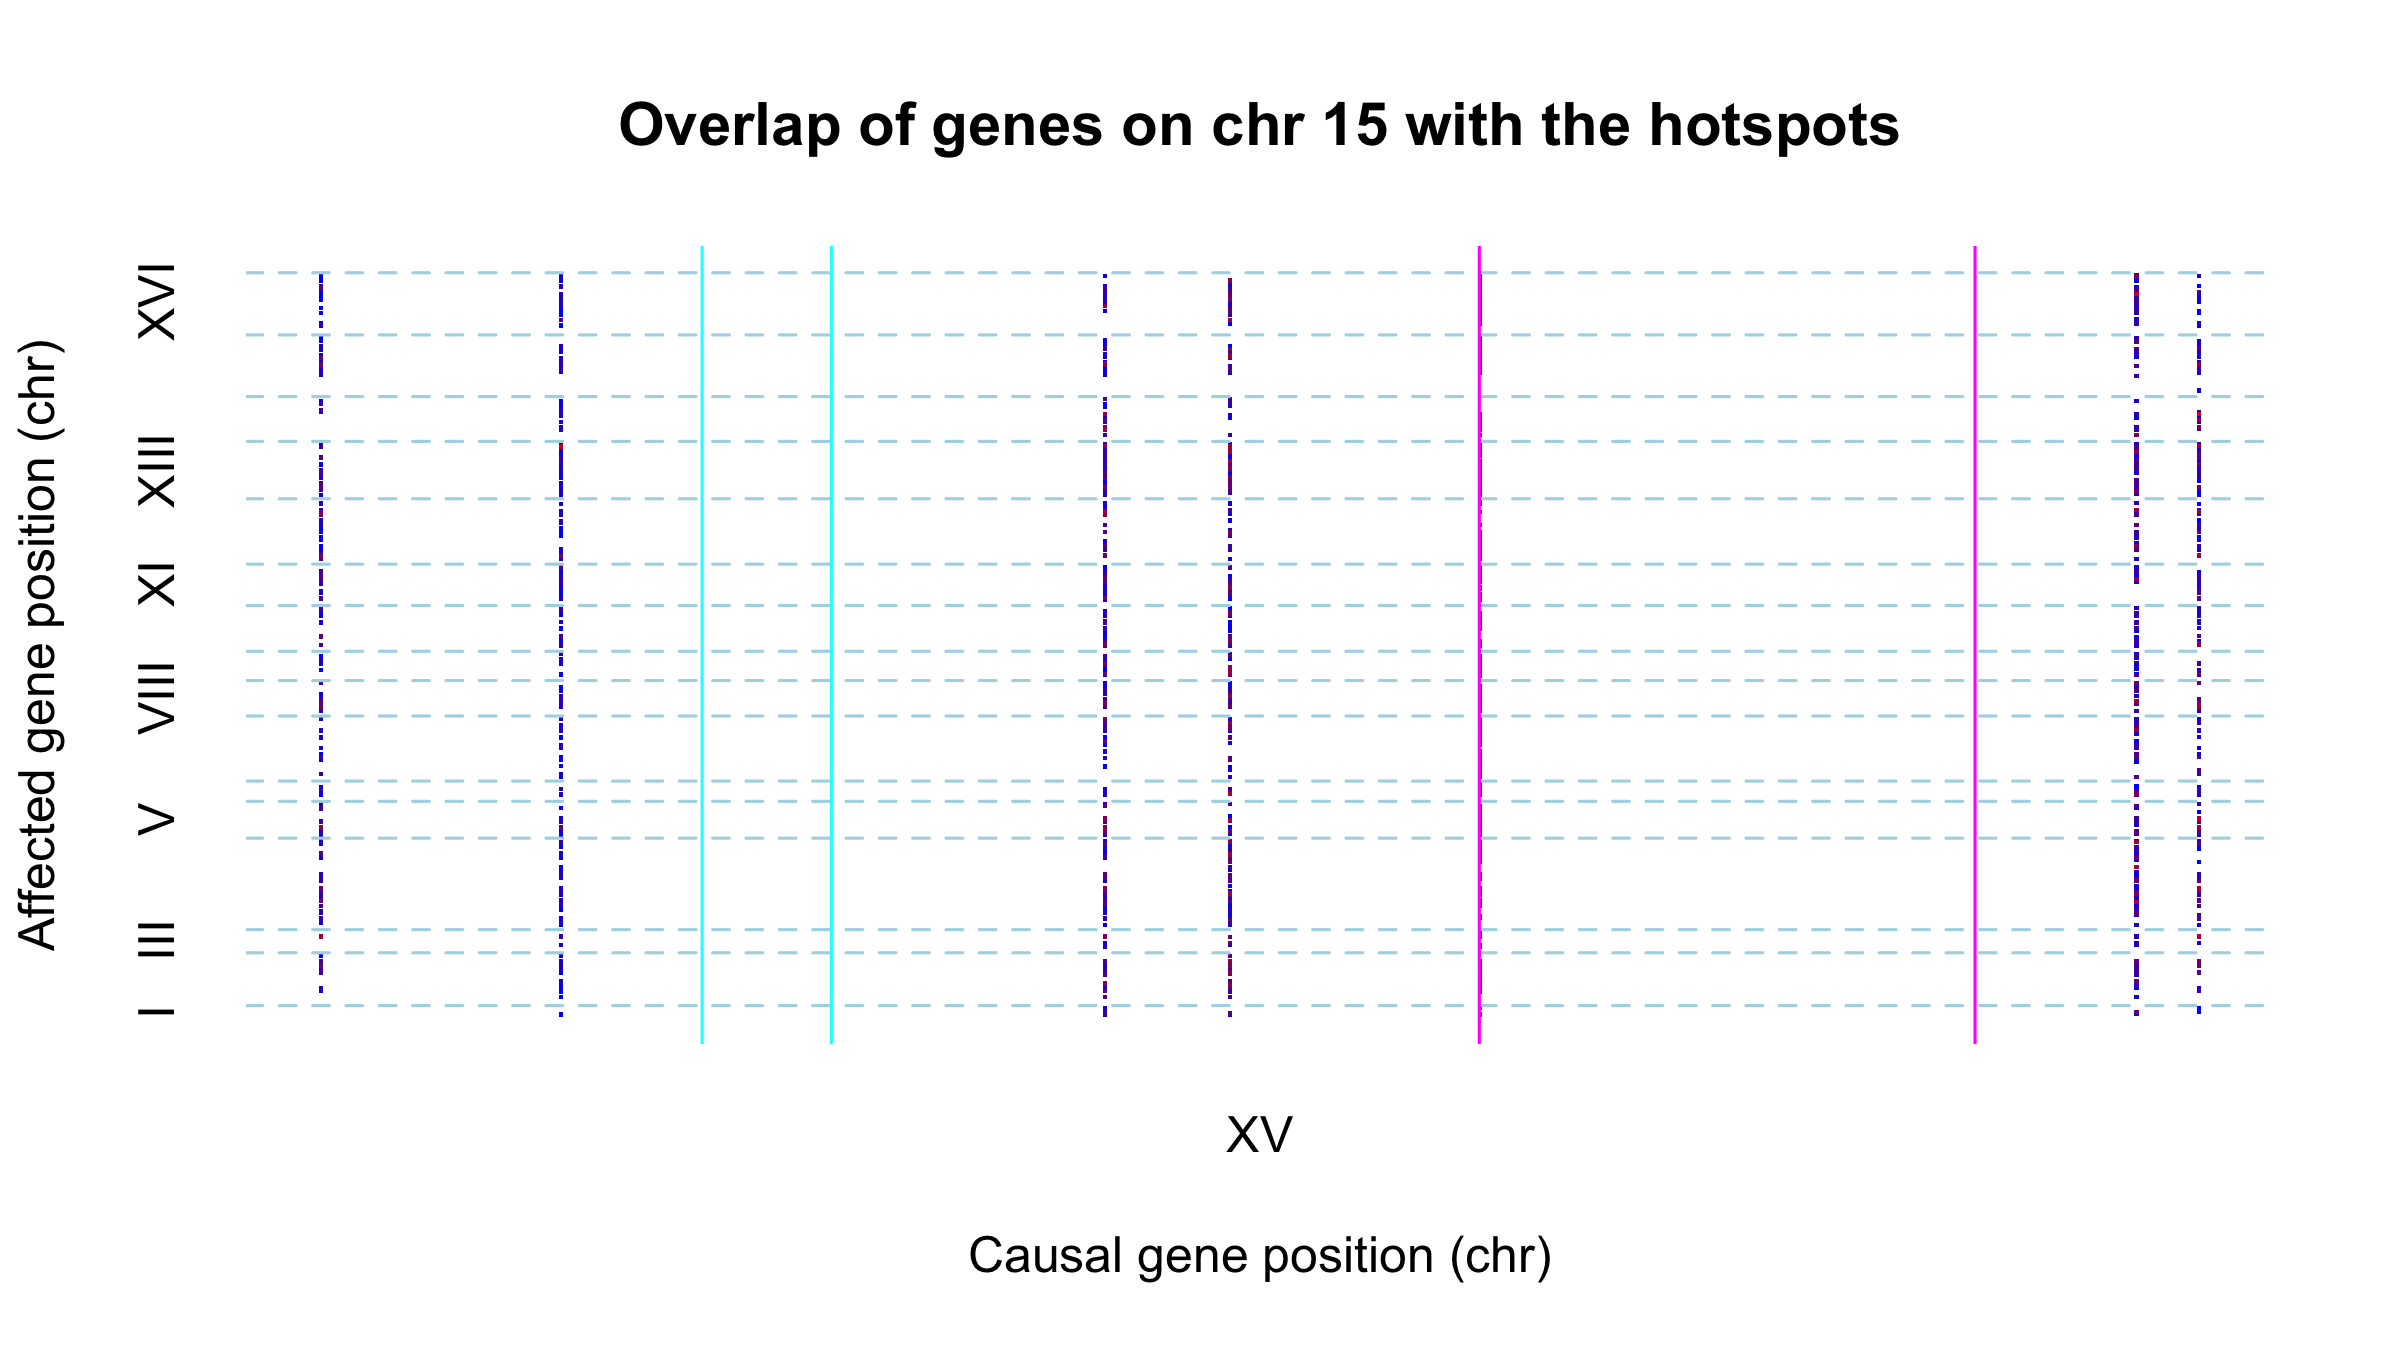 Overlap of genes on chr 15 with the hotspots
Affected gene position (chr)
XVI
XIII
XI
VIII
V
III
I
XV
Causal gene position (chr)